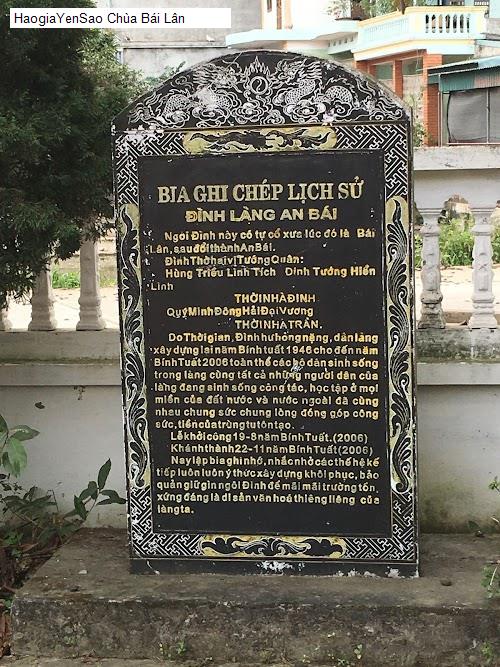 HaogiaYenSao Chùa Bái Lân
BIA GHI CHÉP LỊCH SỬ
ĐÌNH LÀNG AN BÁI
Ngôi Đình này có tự cổ xưa lúc đó là Bái
Lân, sau đổi thành An Bái.
Đình Thờ hai vị Tướng Quân:
Hùng Triều Linh Tích Dinh Tướng Hiển
Linh
THỜI NHÀ ĐINH
Quý Minh Đông Hải Đại Vương
THỜI NHÀ TRẦN.
Do Thời gian, Đình hư hỏng nặng, dân làng
xây dựng lại năm Bính tuất 1946 cho đến năm
Bính Tuất 2006 toàn thể các hộ dân sinh sống
trong làng cùng tất cả những người dân của
làng đang sinh sống công tác, học tập ở mọi
miền của đất nước và nước ngoài đã cùng
nhau chung sức chung lòng đóng góp công
sức, tiền của trùng tu tôn tạo.
Lễ khởi công 19-8 năm Bính Tuất. (2006)
Khánh thành 22-11 năm Bính Tuất (2006)
Nay lập bia ghi nhớ, nhắc nhở các thế hệ kế
tiếp luôn luôn ý thức xây dựng khôi phục, bảo
quản giữ gìn ngôi Đình để mãi mãi trường tồn,
xứng đáng là di sản văn hoá thiêng liêng của
làng ta.